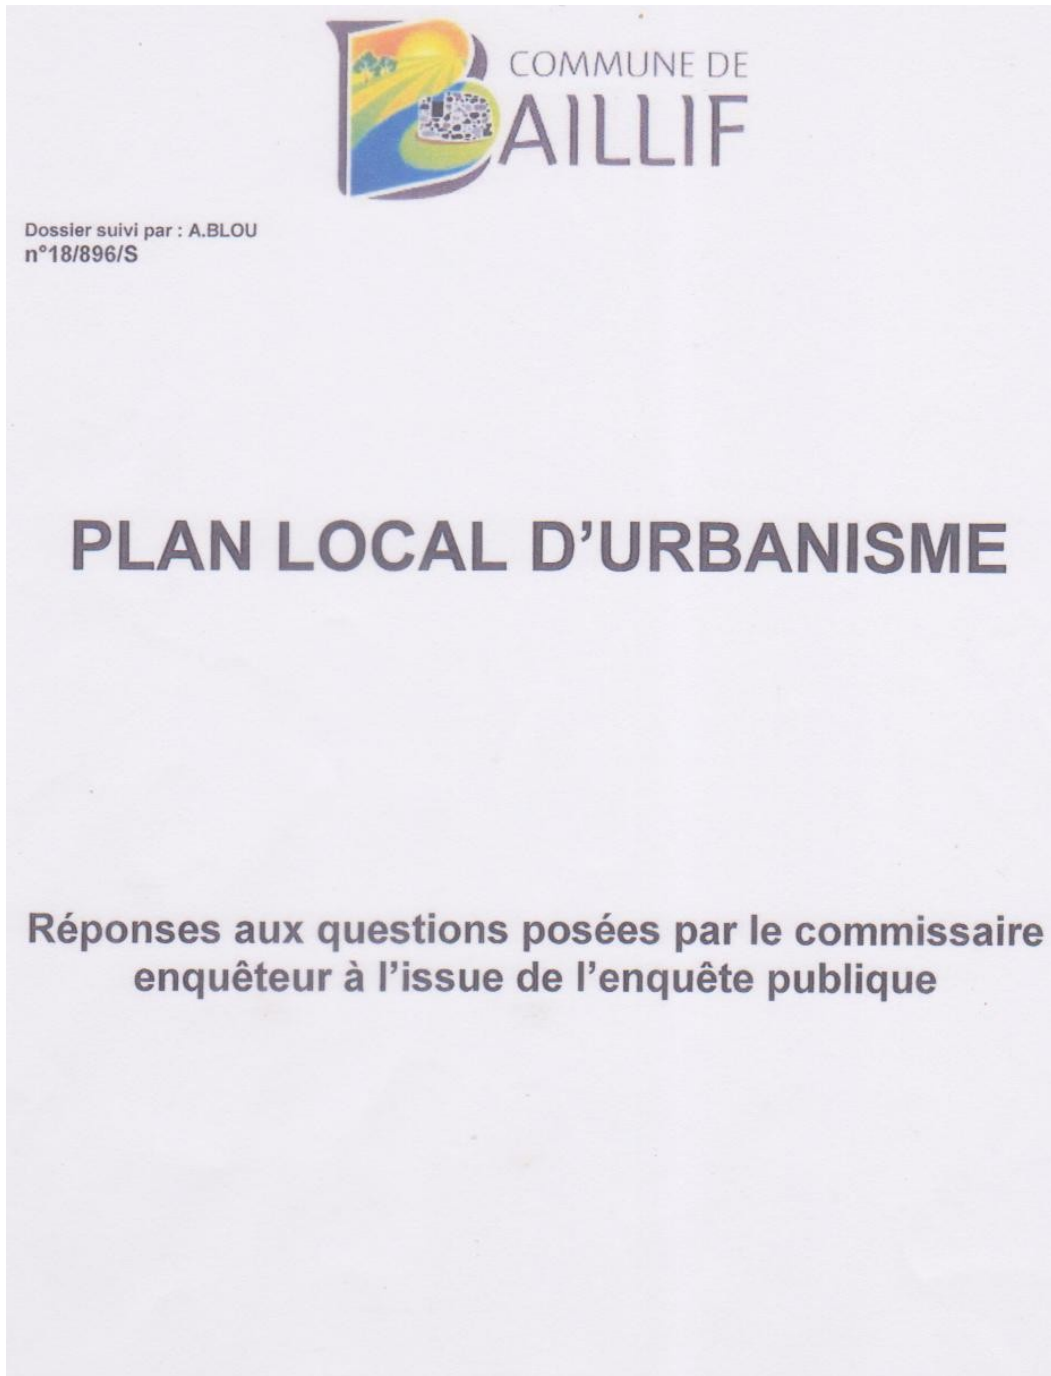 COMMUNE DE
BAILLIF
Dossier suivi par : A.BLOU
n°18/896/S
PLAN LOCAL D'URBANISME
Réponses aux questions posées par le commissaire
enquêteur à l'issue de l'enquête publique